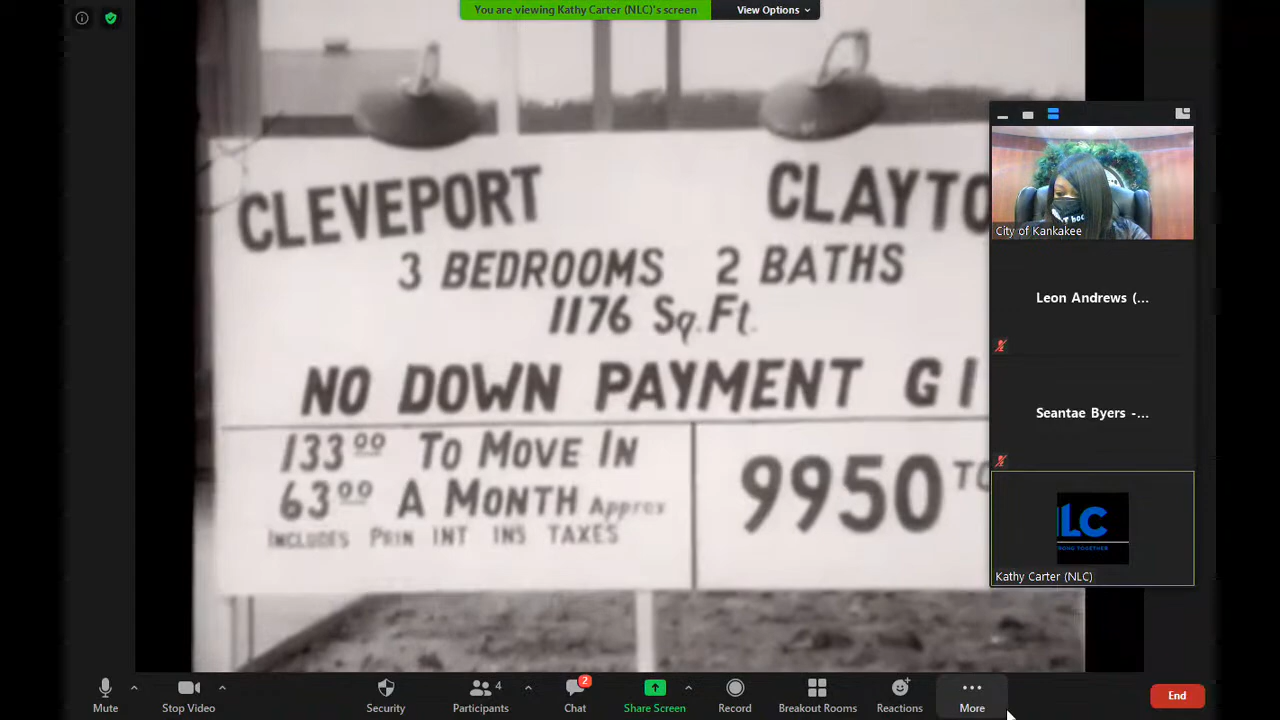 You are viewing Kathy Carter (NLC)'s screen
View Options
CLEVEPORT
3 BEDROOMS 2 BATHS
1176 Sq. Ft.
NO DOWN PAYMENT G I
133.00 To Move In
63.00 A Month Approx
Includes Prin Int Ins Taxes
9950
City of Kankakee
Leon Andrews (...
Seantae Byers -...
Kathy Carter (NLC)
Mute
Stop Video
Security
Participants 4
Chat 2
Share Screen
Record
Breakout Rooms
Reactions
More
End